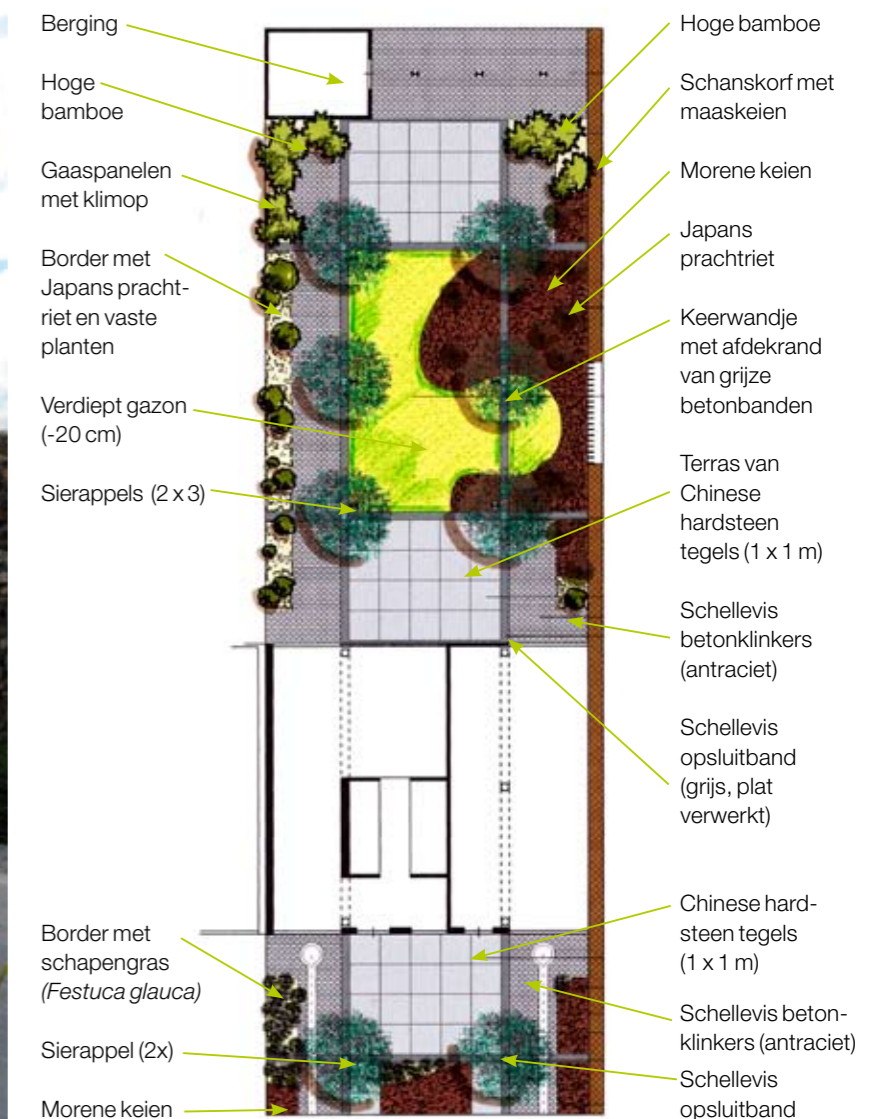 Berging
Hoge
bamboe
Gaaspanelen
met klimop
Border met
Japans pracht-
riet en vaste
planten
Verdiept gazon
(-20 cm)
Sierappels (2 x 3)
Border met
schapengras
(Festuca glauca)
Sierappel (2x)
Morene keien
Hoge bamboe
Schanskorf met
maaskeien
Morene keien
Japans
prachtriet
Keerwandje
met afdekrand
van grijze
betonbanden
Terras van
Chinese
hardsteen
tegels (1 x 1 m)
Schellevis
betonklinkers
(antraciet)
Schellevis
opsluitband
(grijs, plat
verwerkt)
Chinese hard-
steen tegels
(1 x 1 m)
Schellevis beton-
klinkers (antraciet)
Schellevis
opsluitband